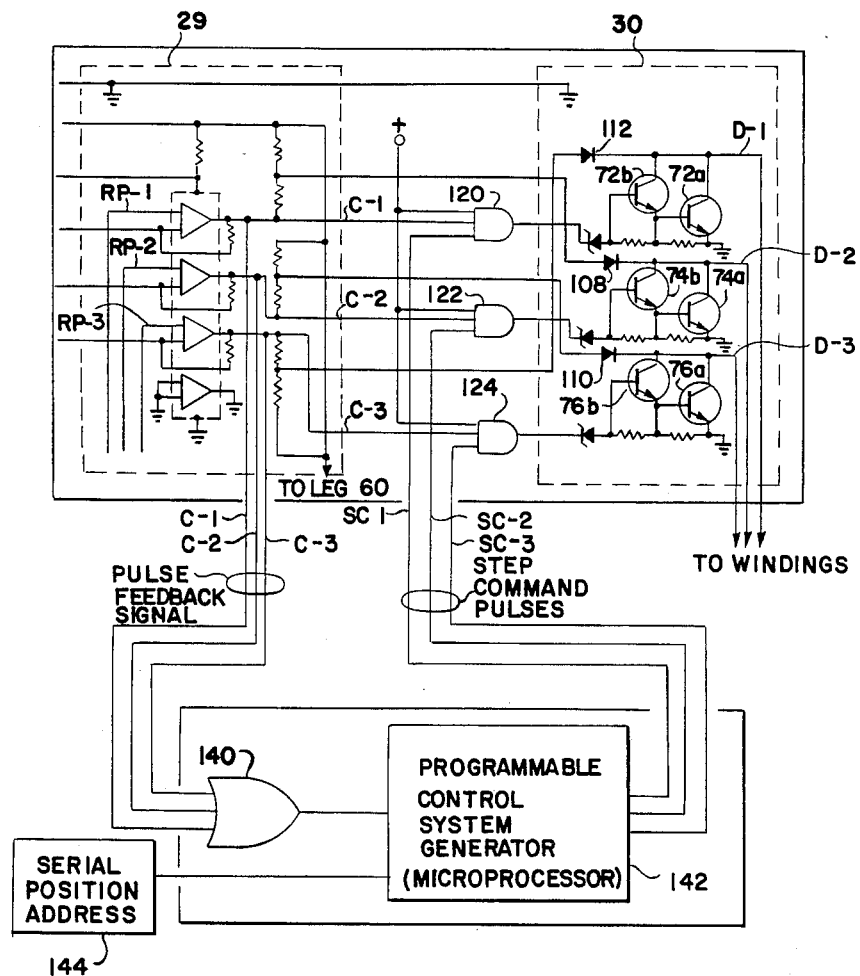 29
30
+
112
D-1
72b
72a
RP-1
120
C-1
RP-2
D-2
108
74b
74a
122
C-2
RP-3
D-3
110
76a
124
76b
C-3
TO LEG 60
C-1
SC 1
SC-2
C-2
C-3
SC-3
TO WINDINGS
PULSE
FEEDBACK
SIGNAL
STEP
COMMAND
PULSES
140
PROGRAMMABLE
CONTROL
SYSTEM
GENERATOR
(MICROPROCESSOR)
142
SERIAL
POSITION
ADDRESS
144